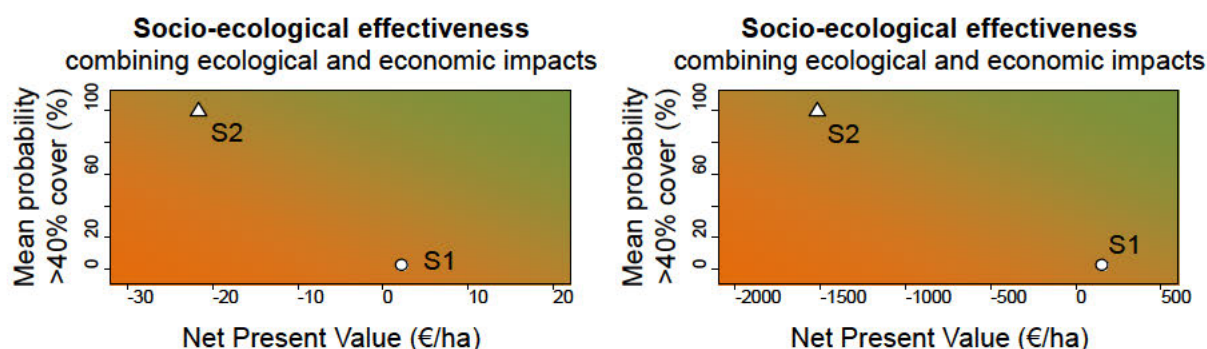 Socio-ecological effectiveness
combining ecological and economic impacts
Mean probability
>40% cover (%)
100
60
20
0
S2
S1
-30 -20 -10 0 10 20
Net Present Value (€/ha)
Socio-ecological effectiveness
combining ecological and economic impacts
Mean probability
>40% cover (%)
100
60
20
0
S2
S1
-2000 -1500 -1000 -500 0 500
Net Present Value (€/ha)